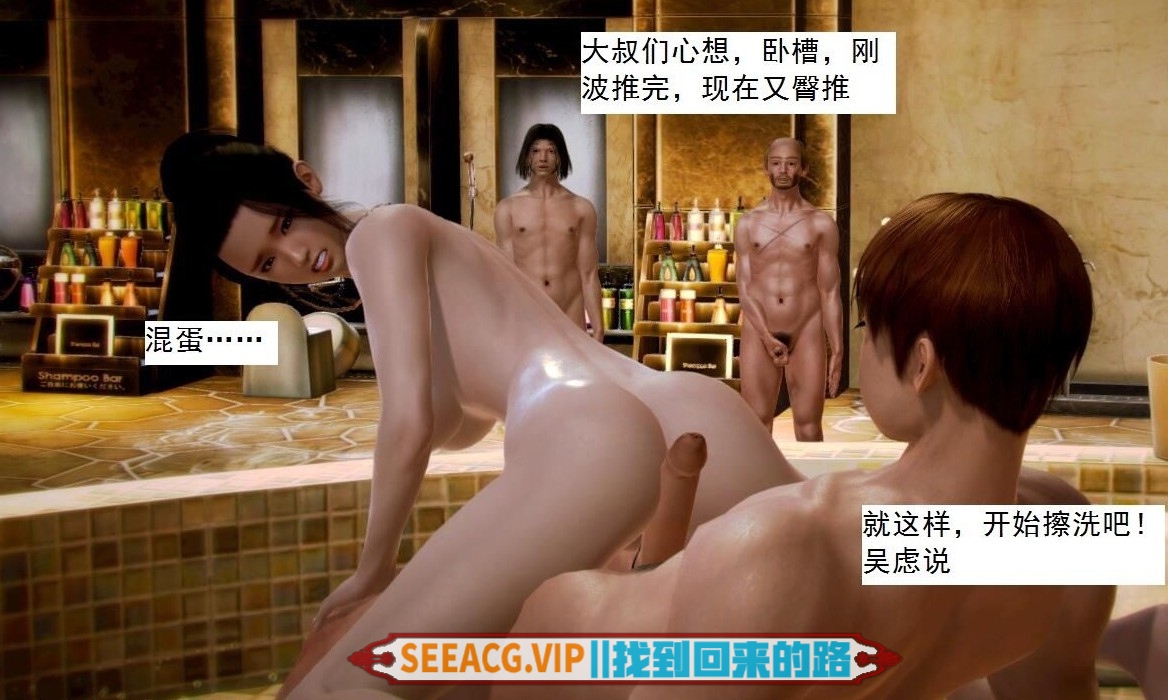 大叔们心想，卧槽，刚
波推完，现在又臀推
混蛋……
Shampoo Bar
就这样，开始擦洗吧！
吴虑说
SEEACG.VIP||找到回来的路